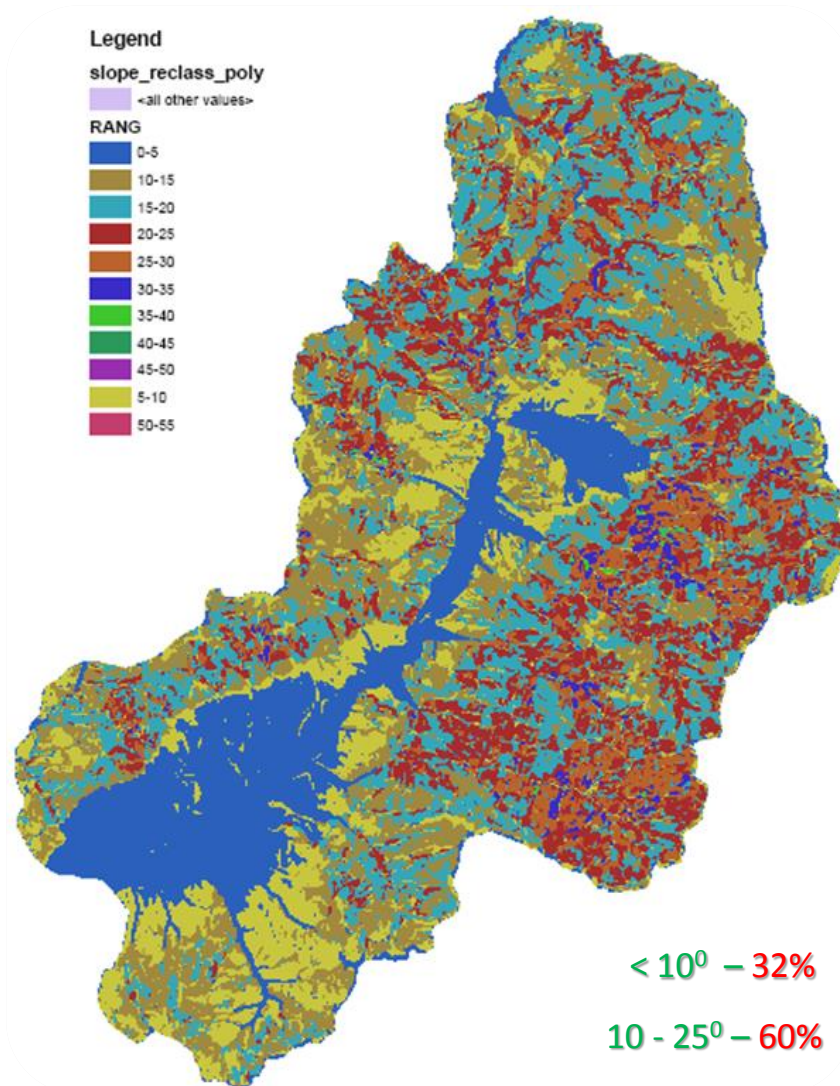 Legend
slope_reclass_poly
<all other values>
RANG
0-5
10-15
15-20
20-25
25-30
30-35
35-40
40-45
45-50
5-10
50-55
< 10⁰ – 32%
10 - 25⁰ – 60%